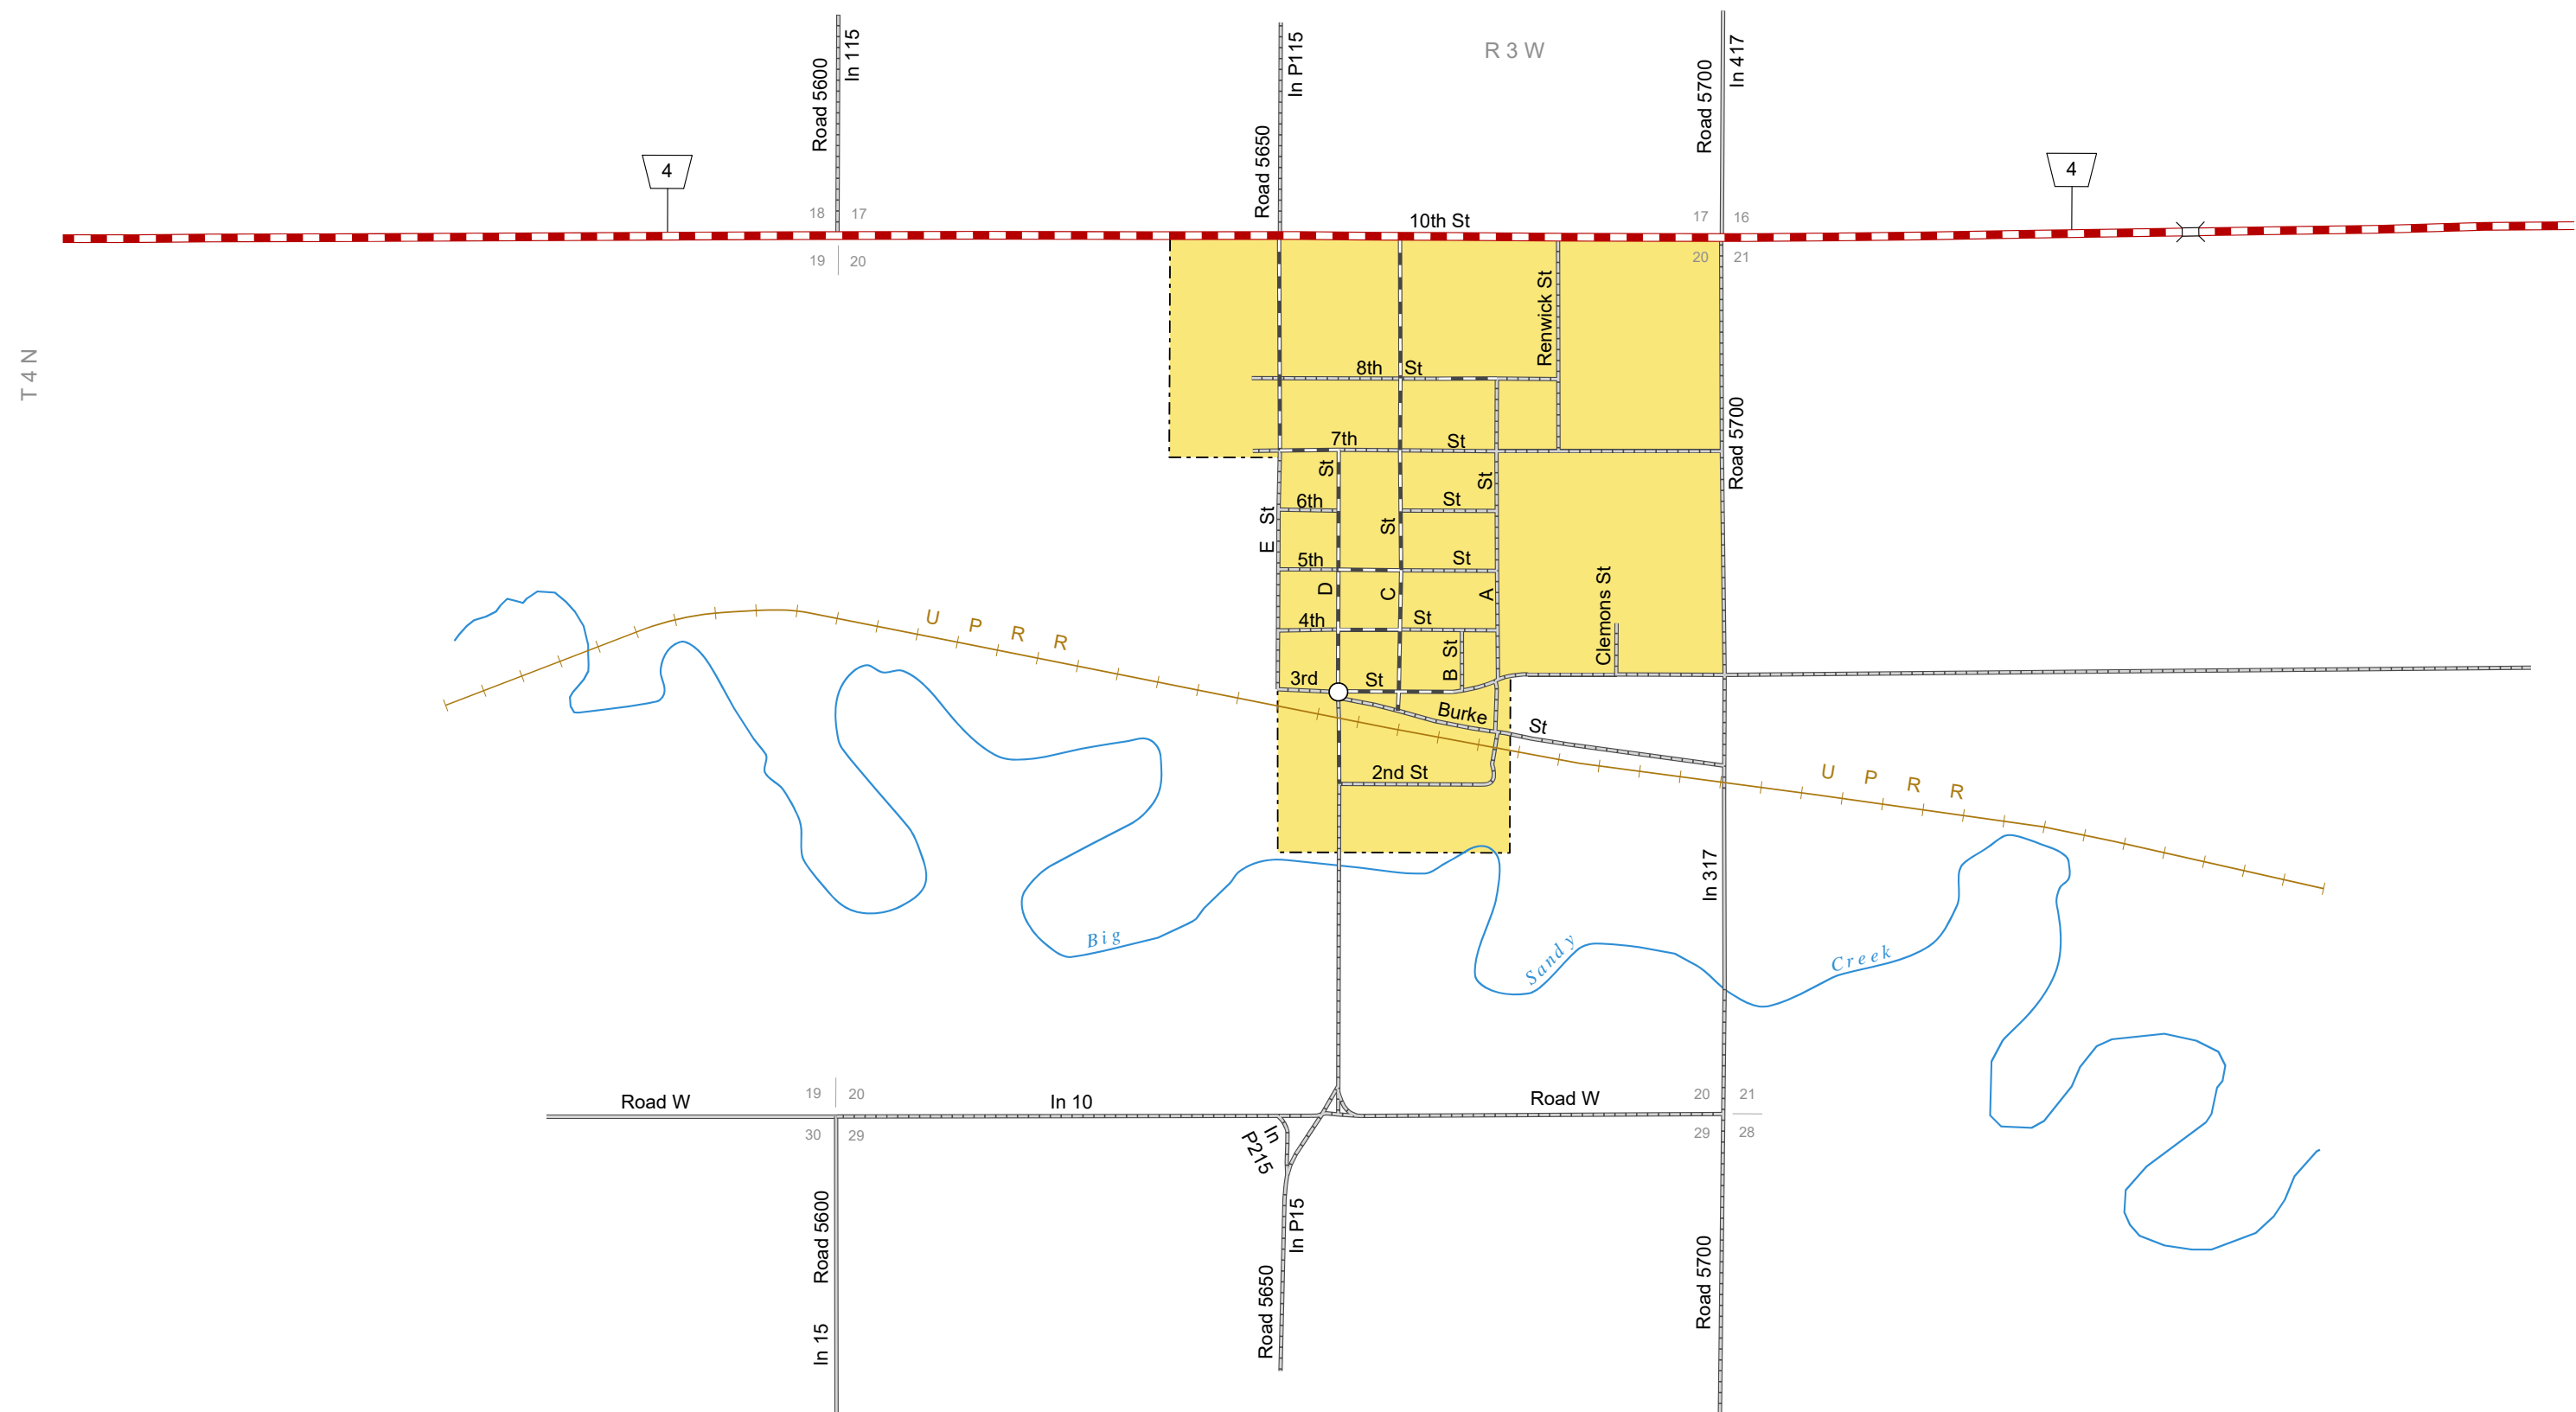 In 115
Road 5600
In P115
Road 5650
R 3 W
In 417
Road 5700
4
4
18
17
10th St
17
16
19
20
20
21
T 4 N
Renwick St
8th St
Road 5700
7th St
6th St
E St
D St
C St
A St
5th St
4th St
B St
Clemons St
3rd St
U P R R
Burke St
2nd St
U P R R
In 317
Big Sandy Creek
19
20
20
21
Road W
In 10
Road W
30
29
29
28
In P215
Road 5600
In P15
Road 5650
Road 5700
In 15